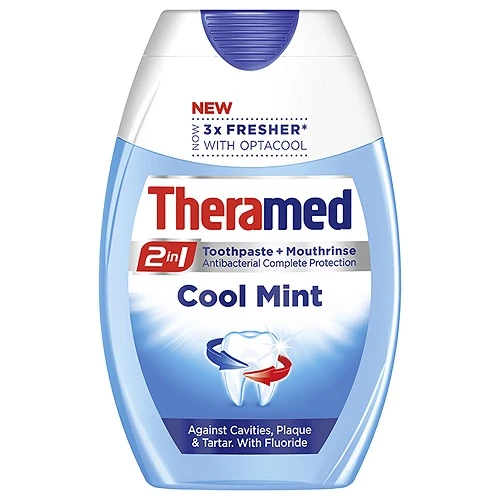 NEW
NOW 3x FRESHER*
WITH OPTACOOL
Theramed
2in1
Toothpaste + Mouthrinse
Antibacterial Complete Protection
Cool Mint
Against Cavities, Plaque
& Tartar. With Fluoride